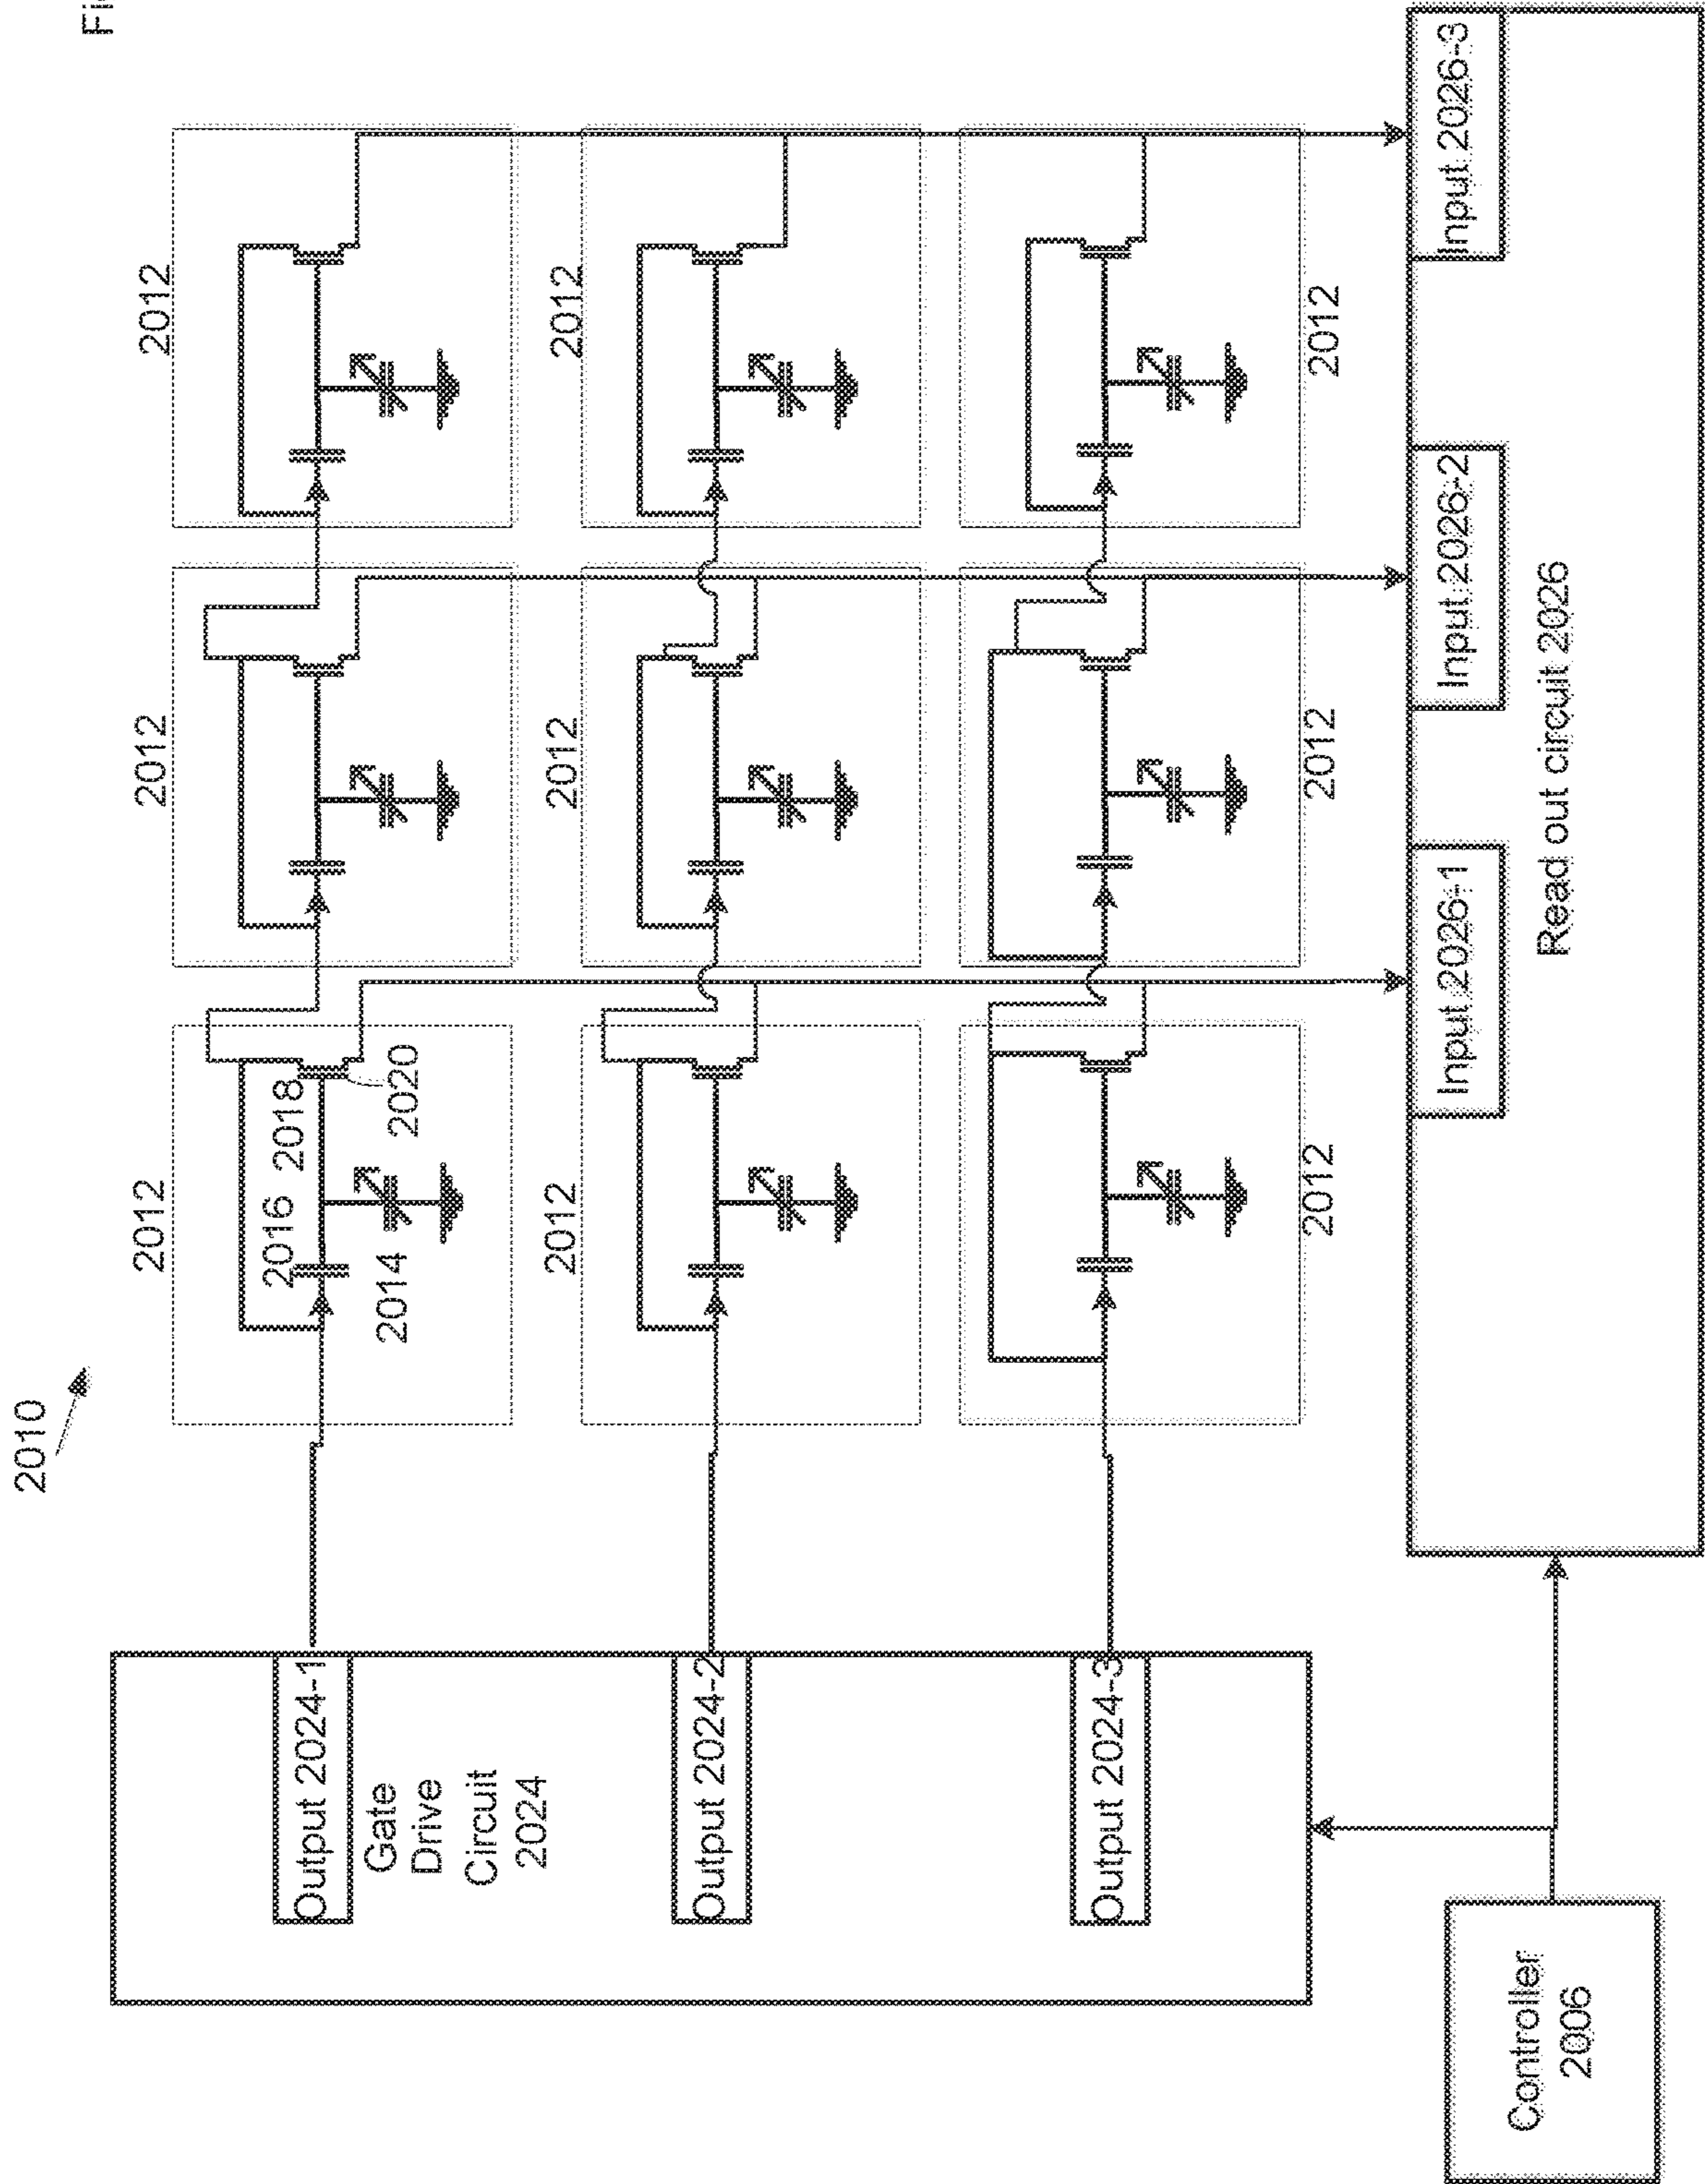 2010
2012
2012
2012
2016
2018
2014
2020
Output 2024-1
Gate
Drive
Circuit
2024
2012
2012
2012
Output 2024-2
Output 2024-3
2012
2012
2012
Input 2026-1
Input 2026-2
Input 2026-3
Read out circuit 2026
Controller
2006